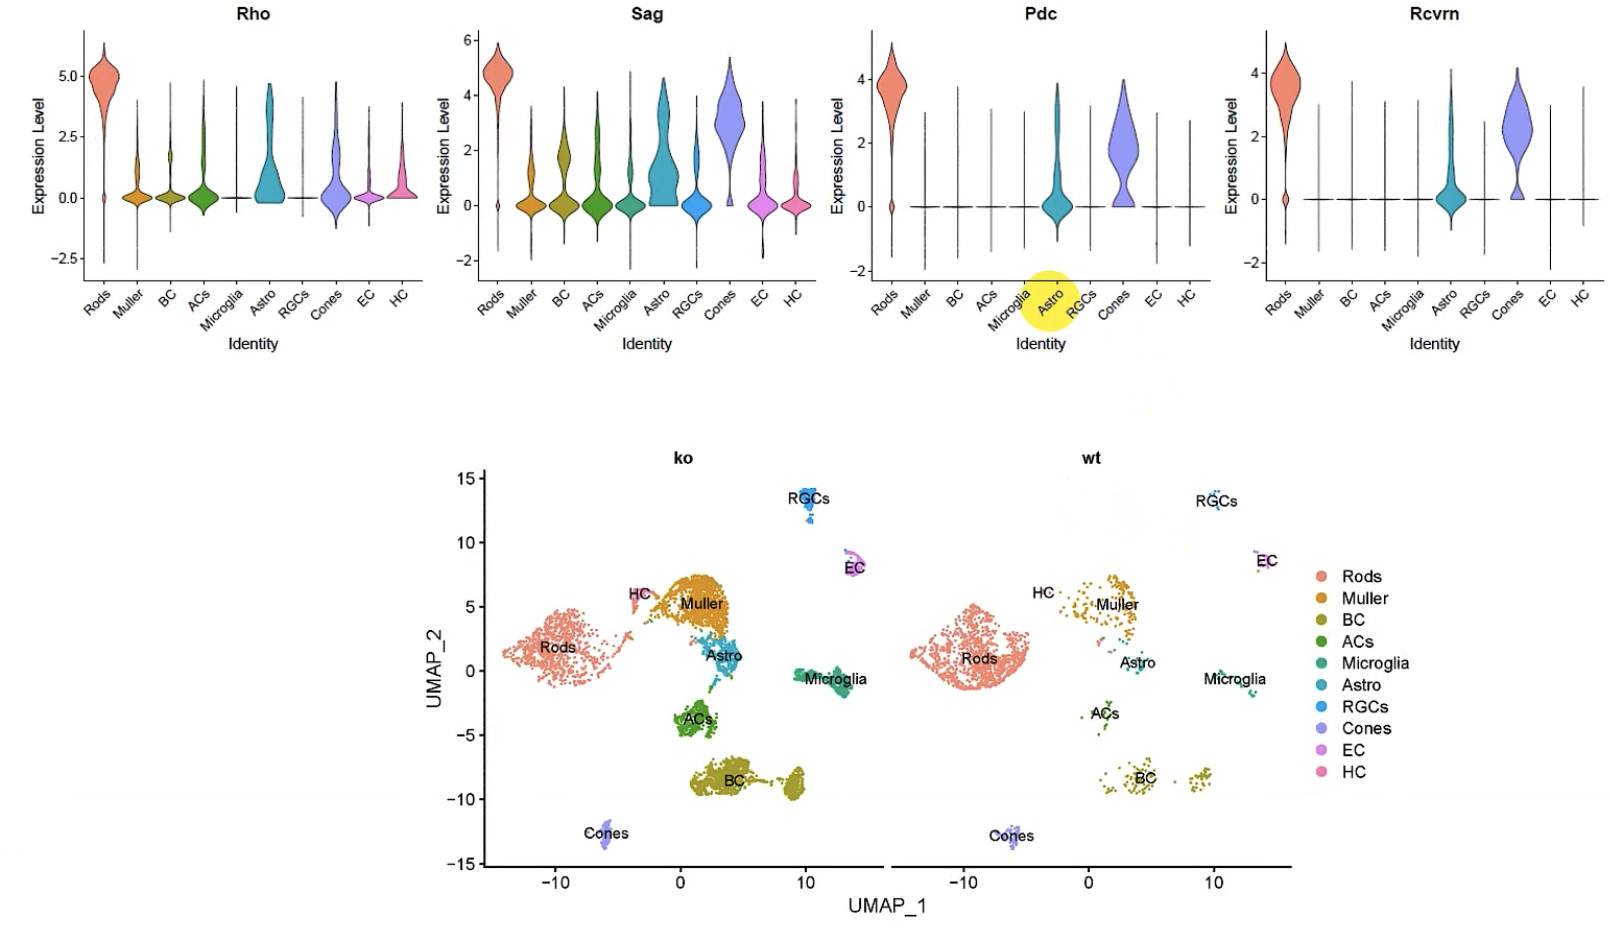 Rho
Sag
Pdc
Rcvrn
Expression Level
5.0
2.5
0.0
−2.5
Rods
Muller
BC
ACs
Microglia
Astro
RGCs
Cones
EC
HC
Identity
Expression Level
6
4
2
0
−2
Rods
Muller
BC
ACs
Microglia
Astro
RGCs
Cones
EC
HC
Identity
Expression Level
4
2
0
−2
Rods
Muller
BC
ACs
Microglia
Astro
RGCs
Cones
EC
HC
Identity
Expression Level
4
2
0
−2
Rods
Muller
BC
ACs
Microglia
Astro
RGCs
Cones
EC
HC
Identity
ko
wt
UMAP_2
15
10
5
0
−5
−10
−15
RGCs
EC
HC
Muller
Rods
Astro
Microglia
ACs
BC
Cones
−10
0
10
RGCs
EC
HC
Muller
Rods
Astro
Microglia
ACs
BC
Cones
−10
0
10
UMAP_1
Rods
Muller
BC
ACs
Microglia
Astro
RGCs
Cones
EC
HC